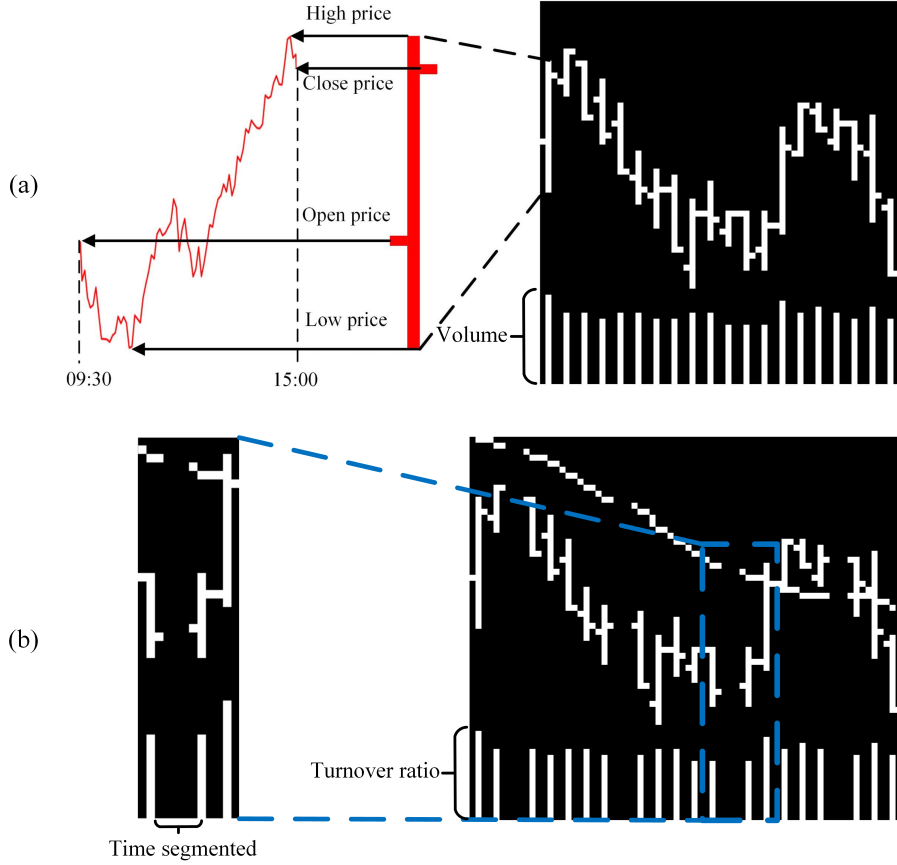 High price
Close price
(a)
Open price
Low price
Volume
09:30
15:00
(b)
Turnover ratio
Time segmented